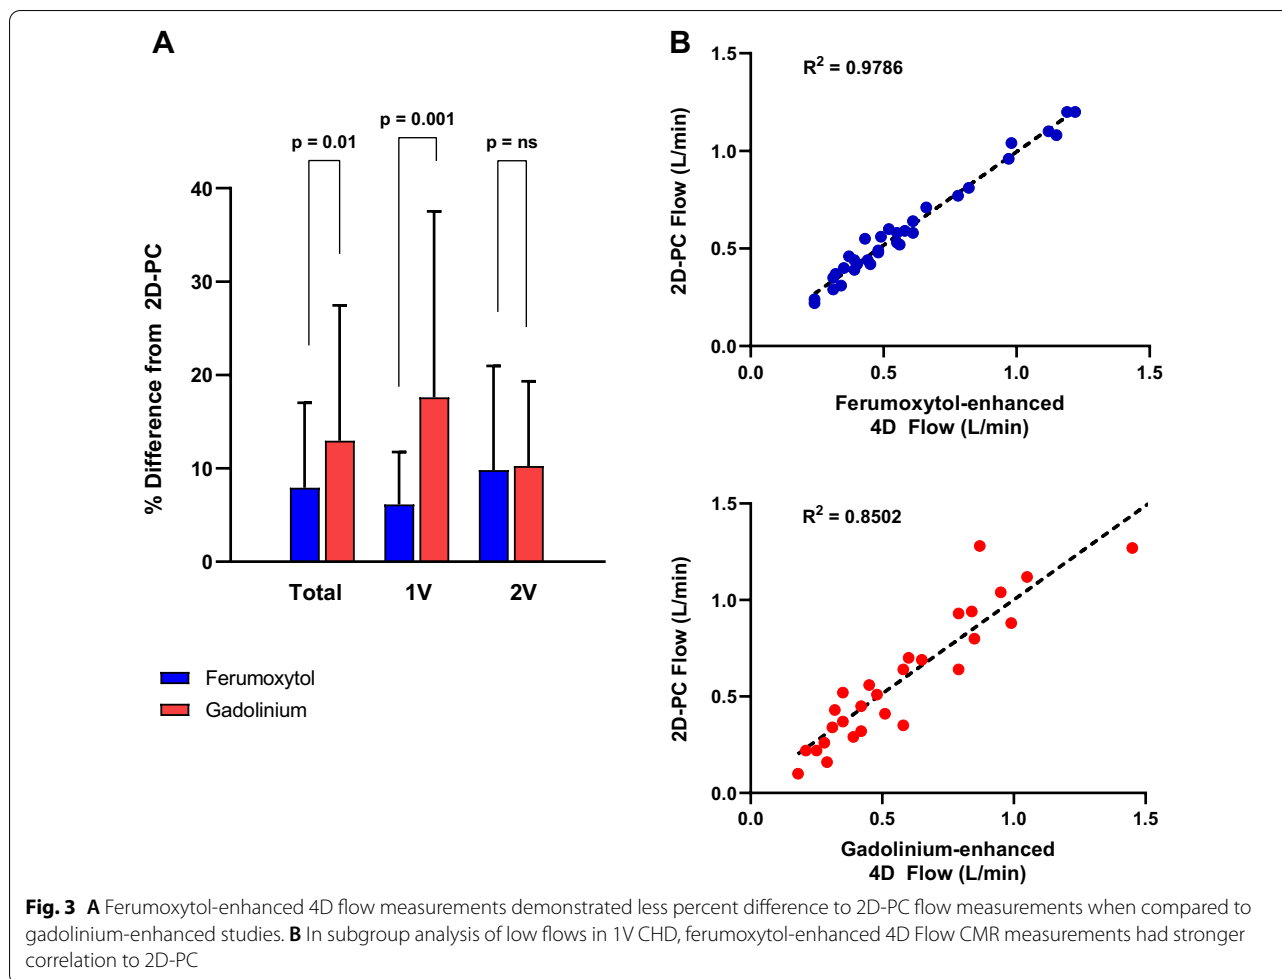 A
p = 0.01
p = 0.001
p = ns
% Difference from 2D-PC
40
30
20
10
0
Total
1V
2V
Ferumoxytol
Gadolinium
B
R² = 0.9786
2D-PC Flow (L/min)
1.5
1.0
0.5
0.0
0.0
0.5
1.0
1.5
Ferumoxytol-enhanced
4D Flow (L/min)
R² = 0.8502
2D-PC Flow (L/min)
1.5
1.0
0.5
0.0
0.0
0.5
1.0
1.5
Gadolinium-enhanced
4D Flow (L/min)
Fig. 3 A Ferumoxytol-enhanced 4D flow measurements demonstrated less percent difference to 2D-PC flow measurements when compared to
gadolinium-enhanced studies. B In subgroup analysis of low flows in 1V CHD, ferumoxytol-enhanced 4D Flow CMR measurements had stronger
correlation to 2D-PC